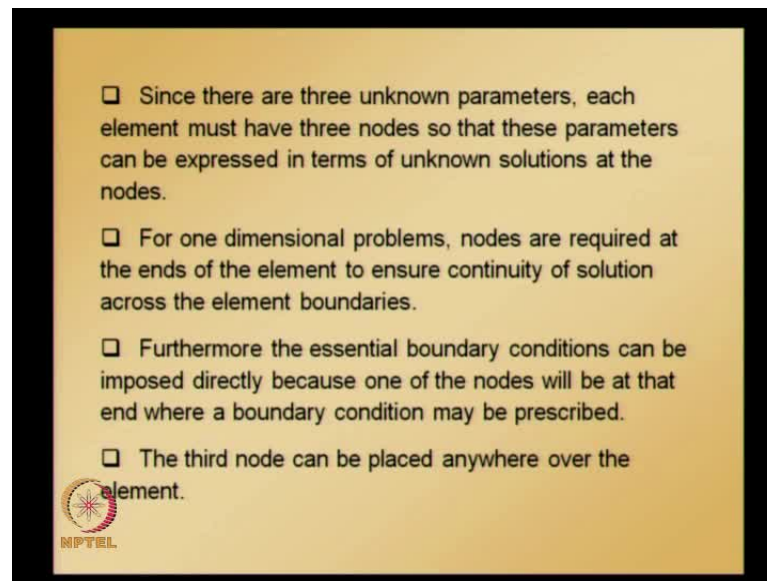 ❑ Since there are three unknown parameters, each
element must have three nodes so that these parameters
can be expressed in terms of unknown solutions at the
nodes.
❑ For one dimensional problems, nodes are required at
the ends of the element to ensure continuity of solution
across the element boundaries.
❑ Furthermore the essential boundary conditions can be
imposed directly because one of the nodes will be at that
end where a boundary condition may be prescribed.
❑ The third node can be placed anywhere over the
element.
NPTEL